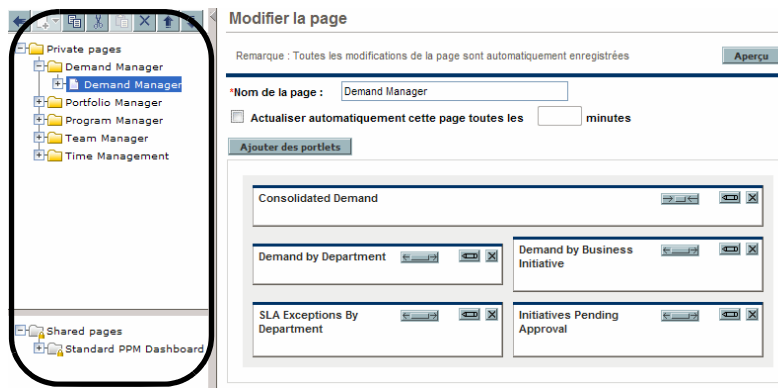 Private pages
Demand Manager
Demand Manager
Portfolio Manager
Program Manager
Team Manager
Time Management
Shared pages
Standard PPM Dashboard
Modifier la page
Remarque : Toutes les modifications de la page sont automatiquement enregistrées
Aperçu
*Nom de la page :
Demand Manager
Actualiser automatiquement cette page toutes les
minutes
Ajouter des portlets
Consolidated Demand
Demand by Department
Demand by Business
Initiative
SLA Exceptions By
Department
Initiatives Pending
Approval